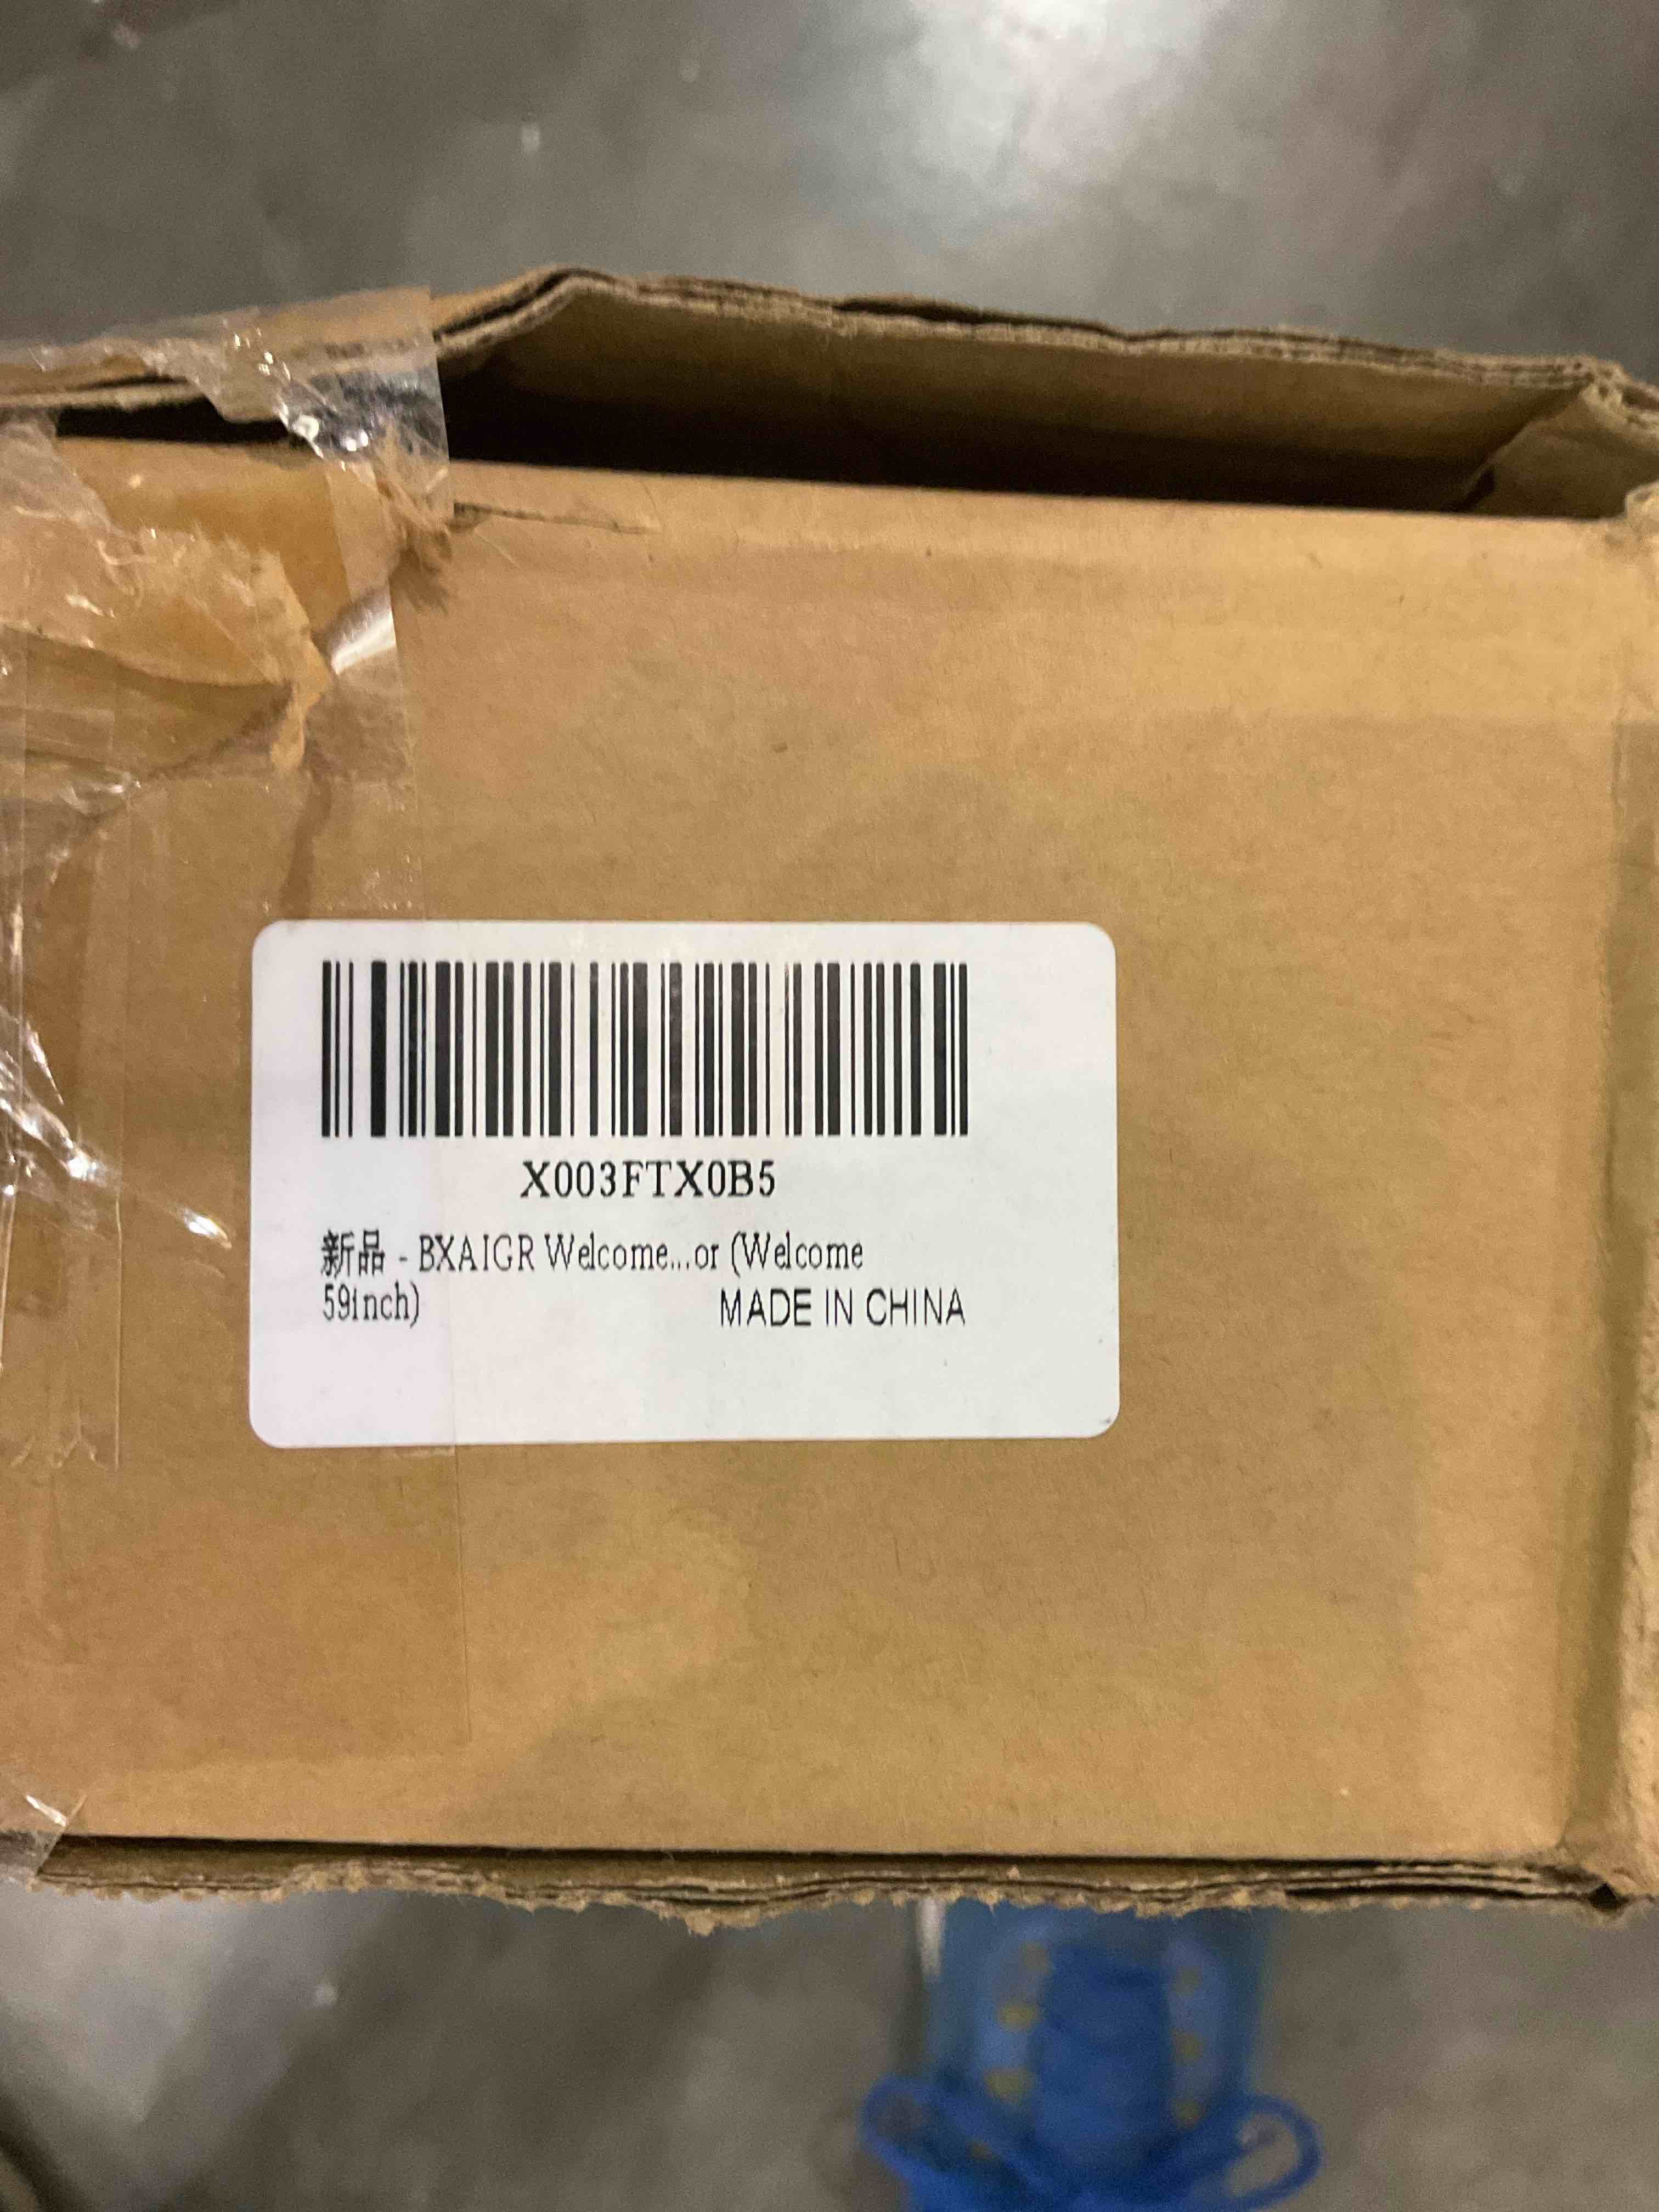 X003FTX0B5
新品 - BXAIGR Welcome...or (Welcome
59inch)
MADE IN CHINA